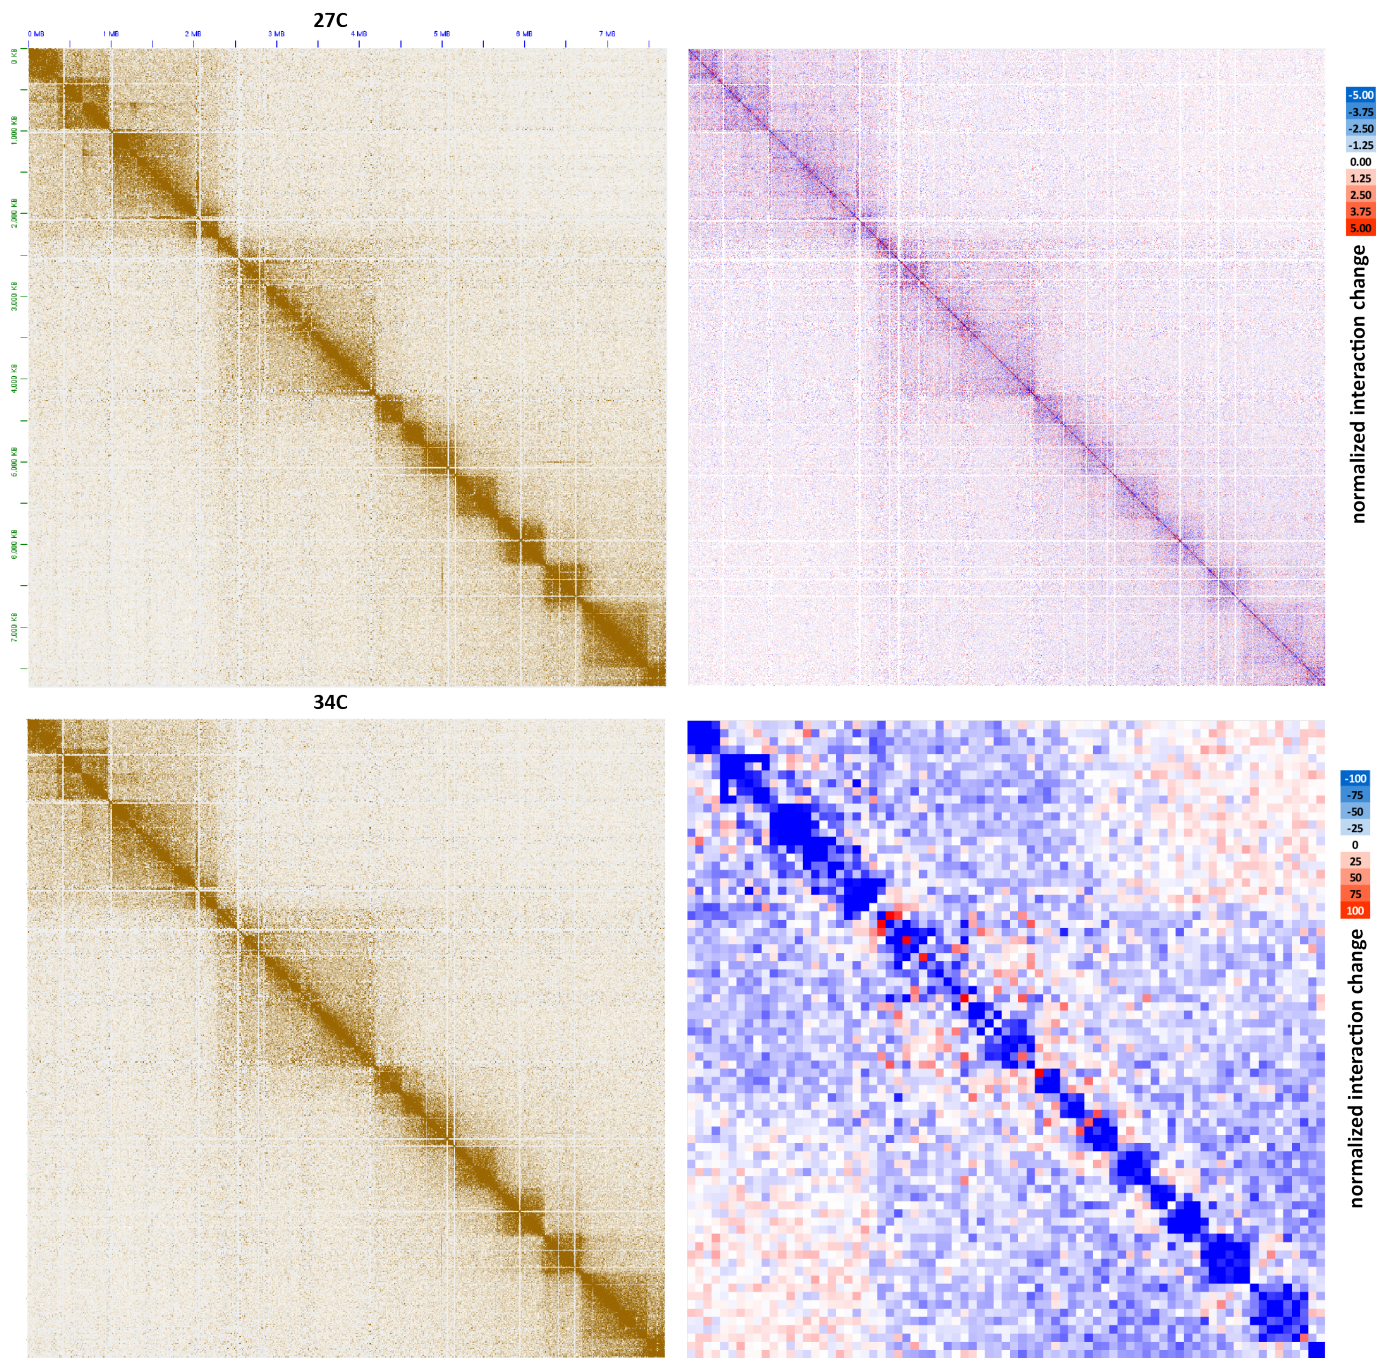 27C
0 MB 1 MB 2 MB 3 MB 4 MB 5 MB 6 MB 7 MB
0 KB
1,000 KB
2,000 KB
3,000 KB
4,000 KB
5,000 KB
6,000 KB
7,000 KB
-5.00
-3.75
-2.50
-1.25
0.00
1.25
2.50
3.75
5.00
normalized interaction change
34C
-100
-75
-50
-25
0
25
50
75
100
normalized interaction change